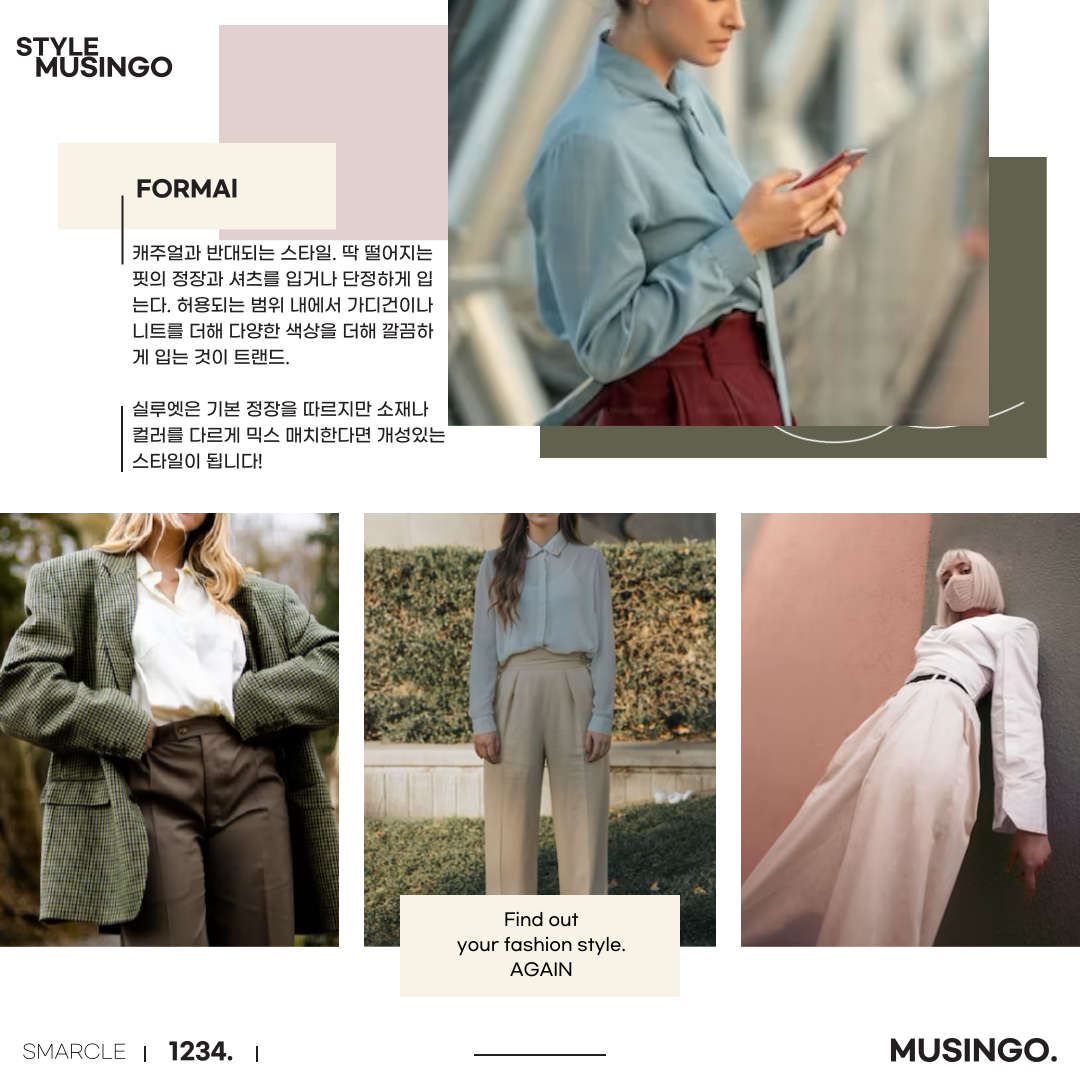 STYLE
MUSINGO
FORMAl
캐주얼과 반대되는 스타일. 딱 떨어지는
핏의 정장과 셔츠를 입거나 단정하게 입
는다. 허용되는 범위 내에서 가디건이나
니트를 더해 다양한 색상을 더해 깔끔하
게 입는 것이 트랜드.
실루엣은 기본 정장을 따르지만 소재나
컬러를 다르게 믹스 매치한다면 개성있는
스타일이 됩니다!
Find out
your fashion style.
AGAIN
SMARCLE | 1234. |
MUSINGO.